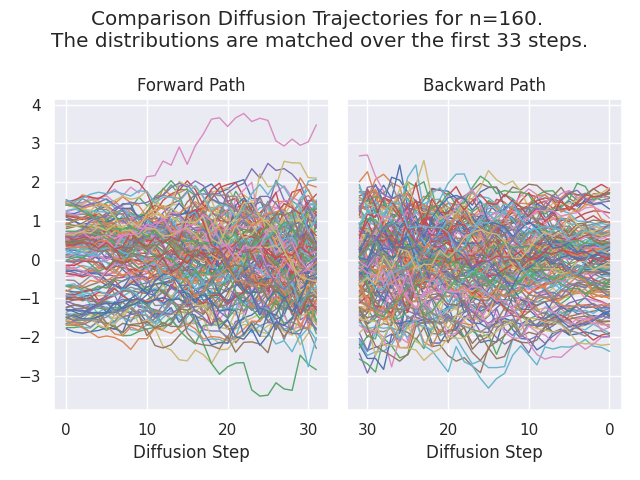 Comparison Diffusion Trajectories for n=160.
The distributions are matched over the first 33 steps.
Forward Path
Backward Path
4
3
2
1
0
−1
−2
−3
0 10 20 30
30 20 10 0
Diffusion Step
Diffusion Step